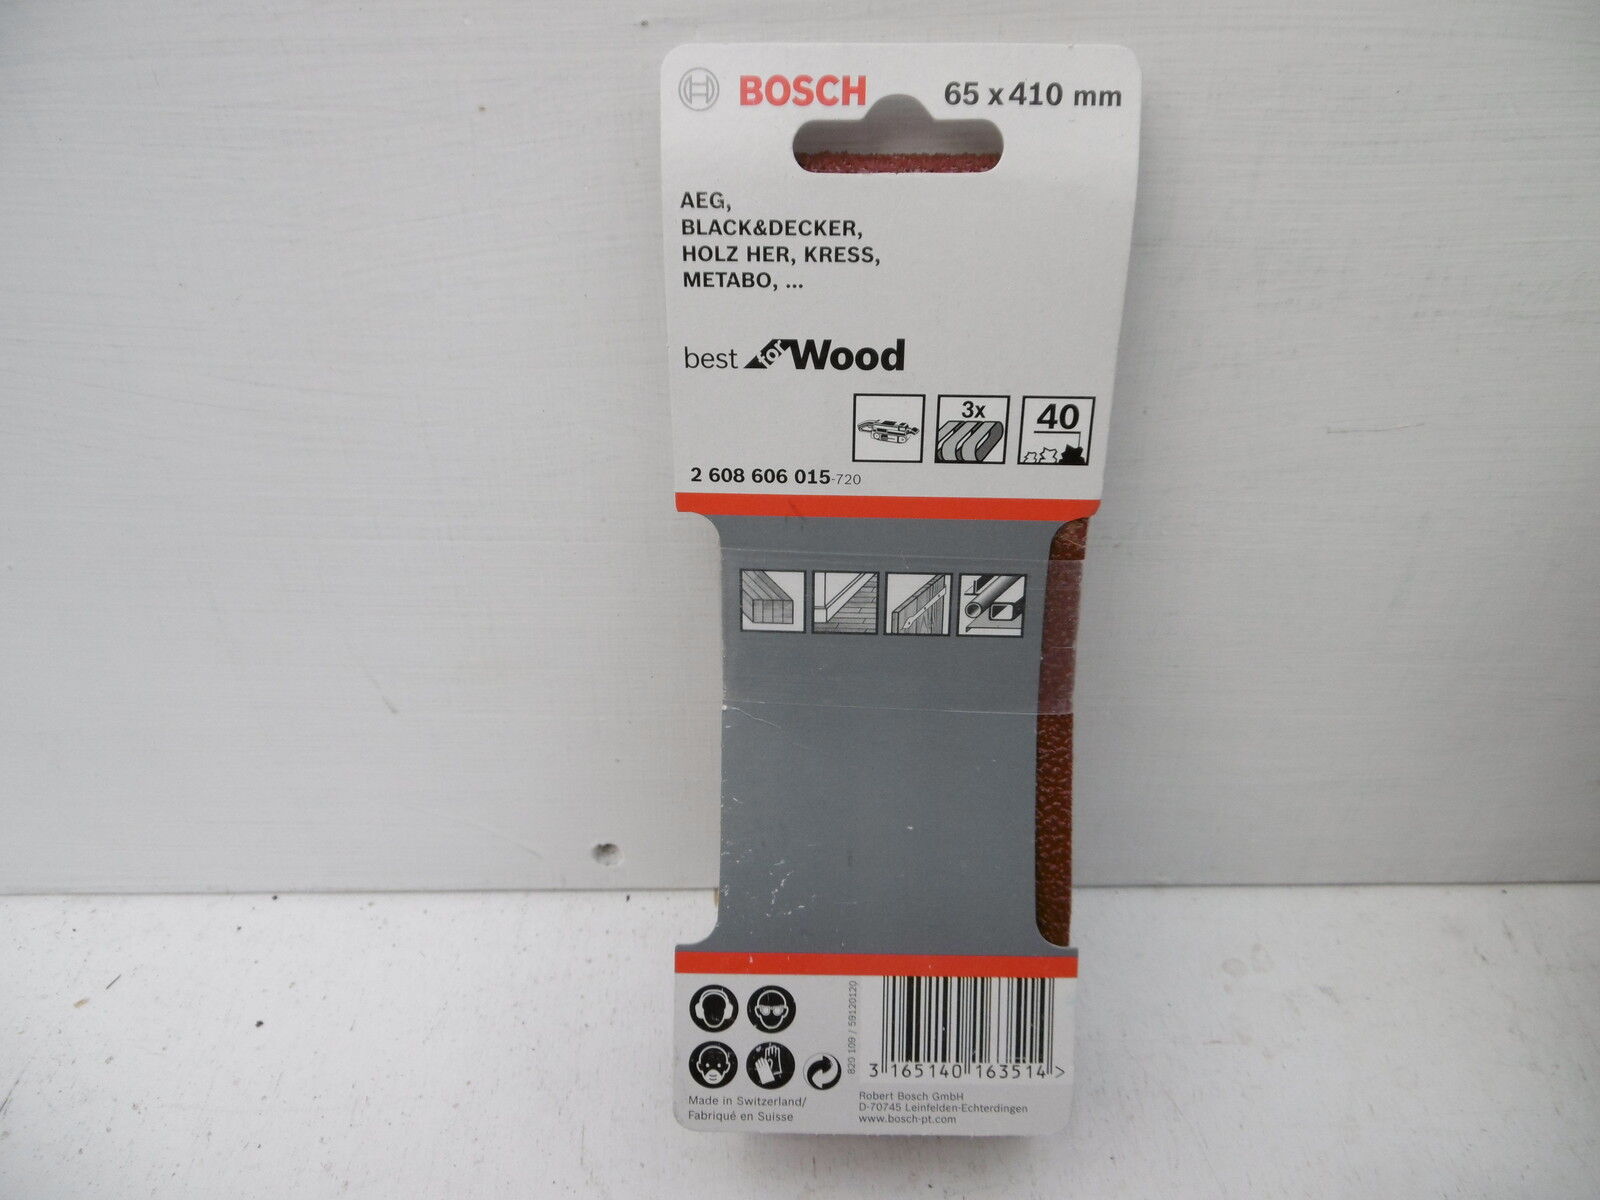 BOSCH 65 x 410 mm
AEG,
BLACK&DECKER,
HOLZ HER, KRESS,
METABO, ...
best for Wood
3x
40
2 608 606 015-720
820 109 / 59120120
3 165140 163514 >
Made in Switzerland/
Fabriqué en Suisse
Robert Bosch GmbH
D-70745 Leinfelden-Echterdingen
www.bosch-pt.com